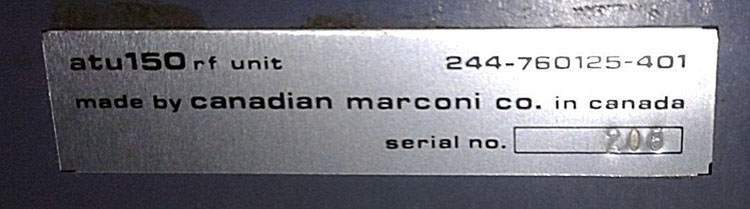 atu150 rf unit 244-760125-401
made by canadian marconi co. in canada
serial no. 206